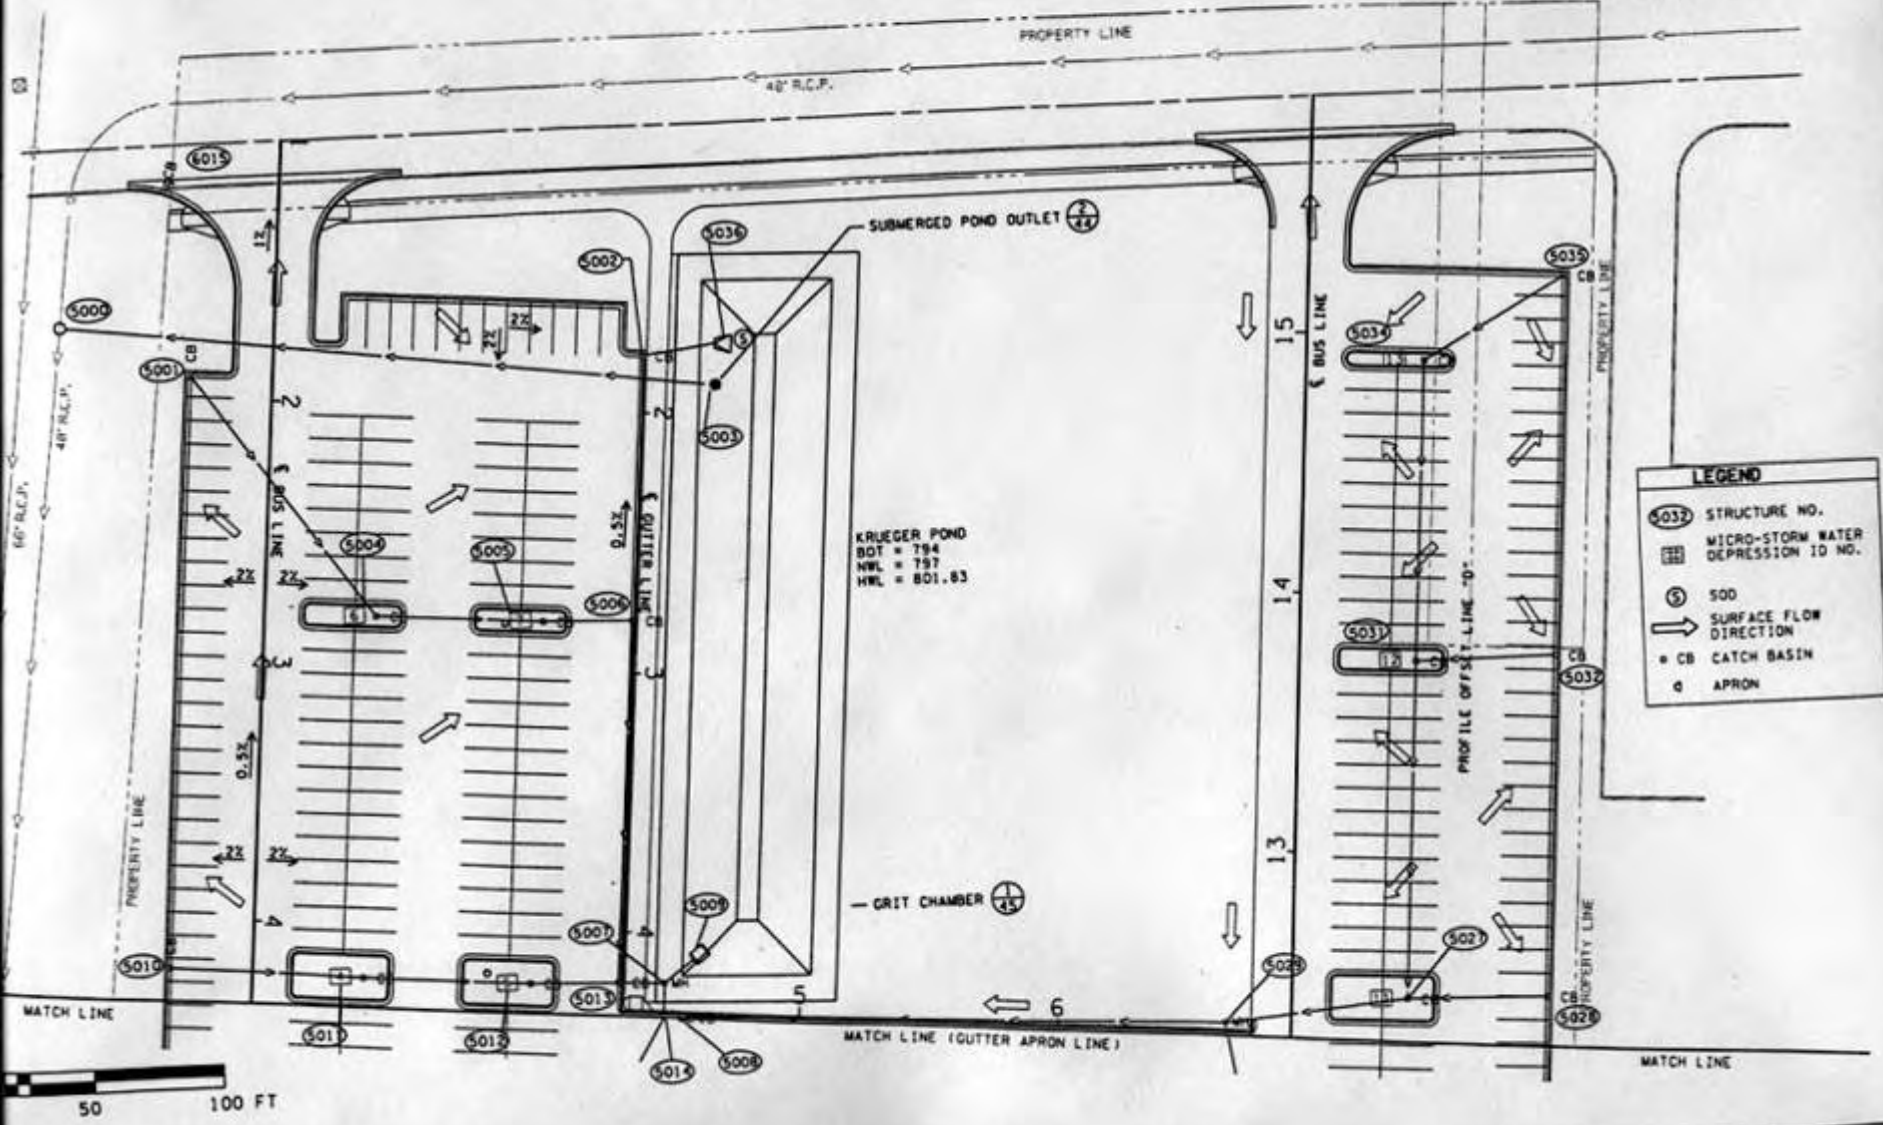 PROPERTY LINE
48" R.C.P.
6015
CB
1%
SUBMERGED POND OUTLET 2/44
5036
5002
5035
CB
PROPERTY LINE
5000
2%
2%
CB
5034
15
℄ BUS LINE
5001
CB
S
48" R.C.P.
66" R.C.P.
2
2
5003
℄ BUS LINE
℄ GUTTER LINE
0.5%
LEGEND
5032 STRUCTURE NO.
MICRO-STORM WATER
DEPRESSION ID NO.
S SOD
SURFACE FLOW
DIRECTION
CB CATCH BASIN
APRON
KRUEGER POND
BOT = 794
NWL = 797
HWL = 801.83
5004
5005
5006
CB
2%
2%
6
14
5031
12
CB
5032
PROFILE OFFSET LINE "D"
3
3
0.5%
PROPERTY LINE
2%
2%
13
GRIT CHAMBER 1/45
5009
5007
4
4
5027
PROPERTY LINE
5010
CB
5013
5
6
5029
CB
5028
MATCH LINE
5011
5012
5014
5008
MATCH LINE (GUTTER APRON LINE)
MATCH LINE
50
100 FT